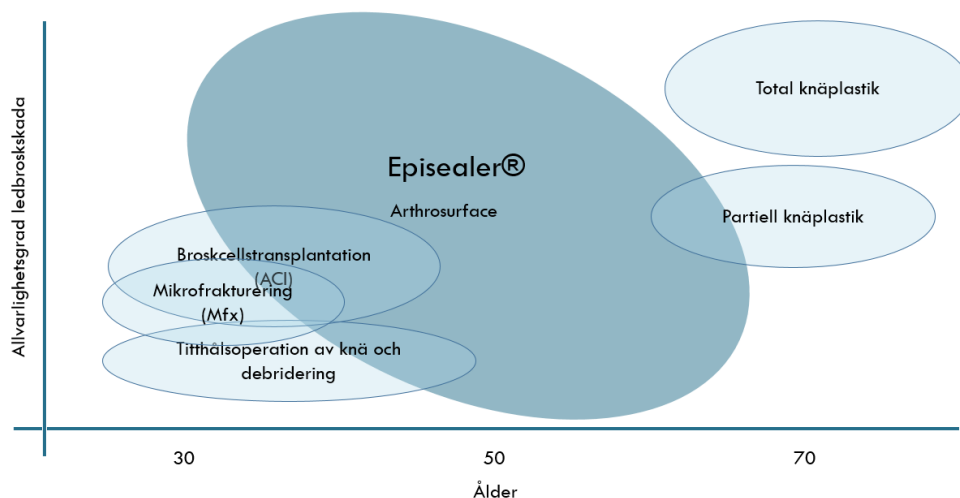 Allvarlighetsgrad ledbroskskada
Total knäplastik
Episealer®
Arthrosurface
Partiell knäplastik
Broskcellstransplantation
(ACI)
Mikrofrakturering
(Mfx)
Titthålsoperation av knä och
debridering
30
50
70
Ålder